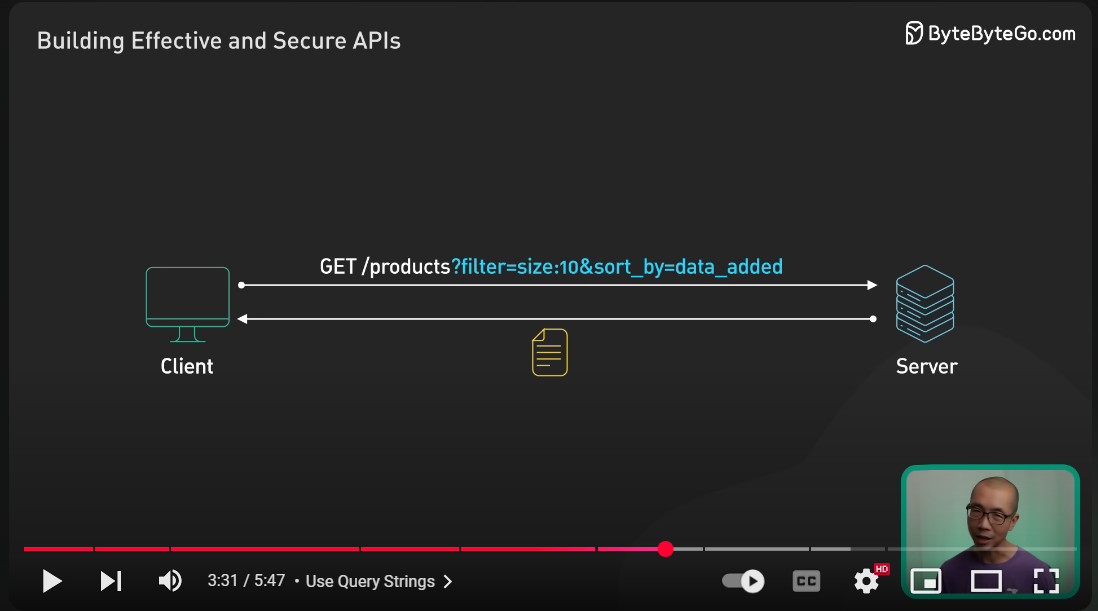 Building Effective and Secure APIs
ByteByteGo.com
GET /products?filter=size:10&sort_by=data_added
Client
Server
3:31 / 5:47 • Use Query Strings
CC
HD